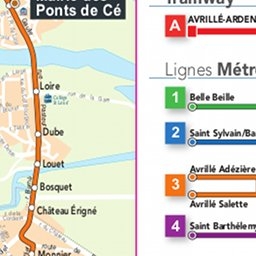 Ponts de Cé
Loire
Dube
Louet
Bosquet
Château Érigné
Tramway
A AVRILLÉ-ARDEN
Lignes Métr
1 Belle Beille
2 Saint Sylvain/Ba
Avrillé Adézière
3
Avrillé Salette
4 Saint Barthélem